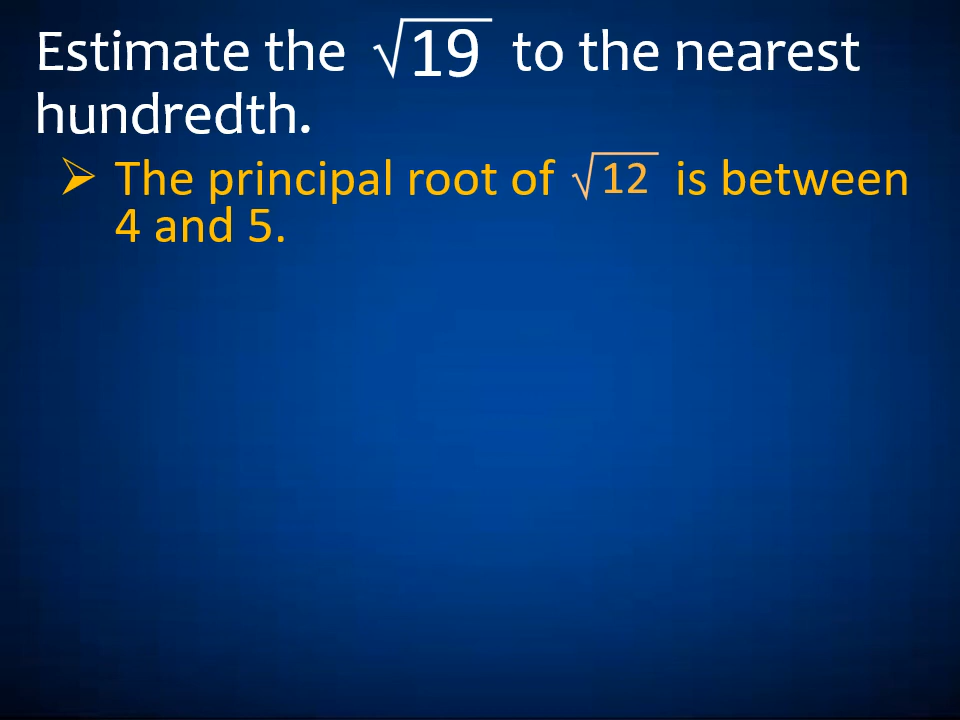 Estimate the √19 to the nearest
hundredth.
➢ The principal root of √12 is between
4 and 5.